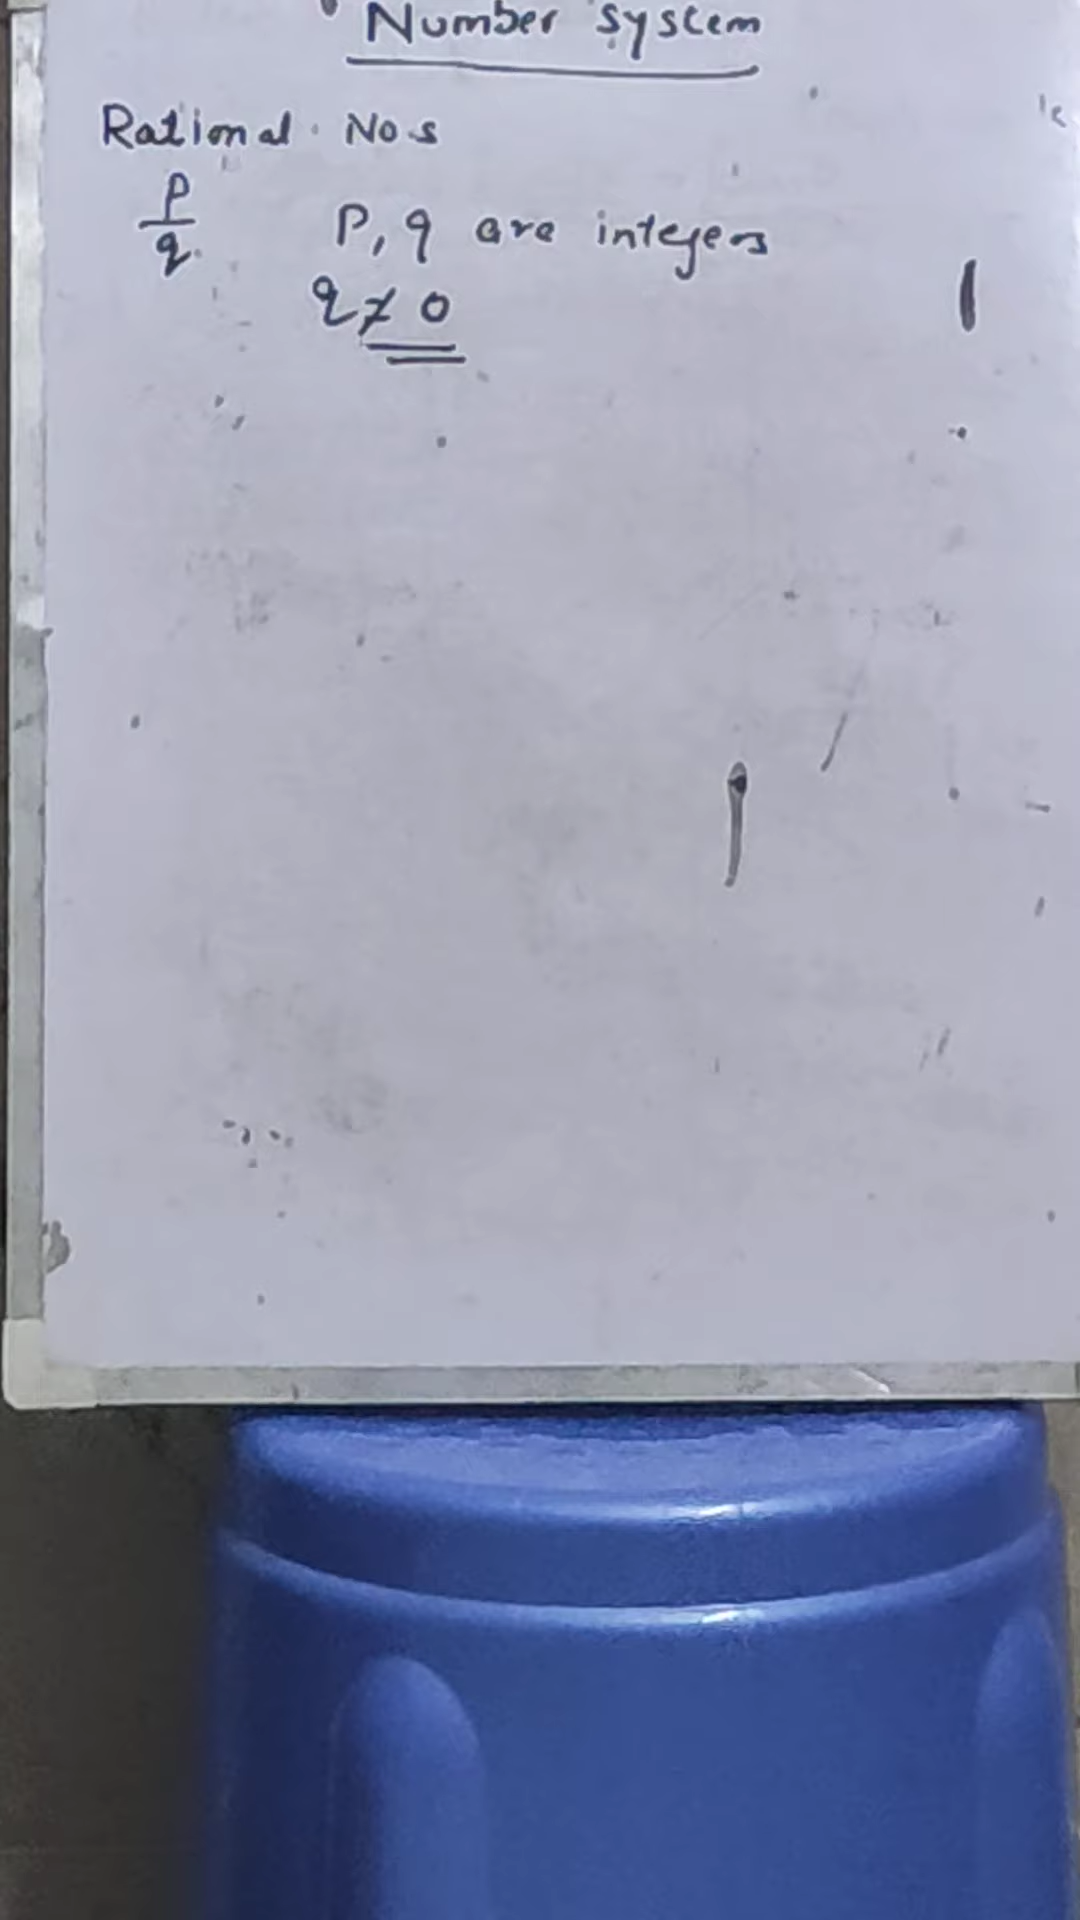 Number system
Rational Nos
p/q P, q are integers
q ≠ 0